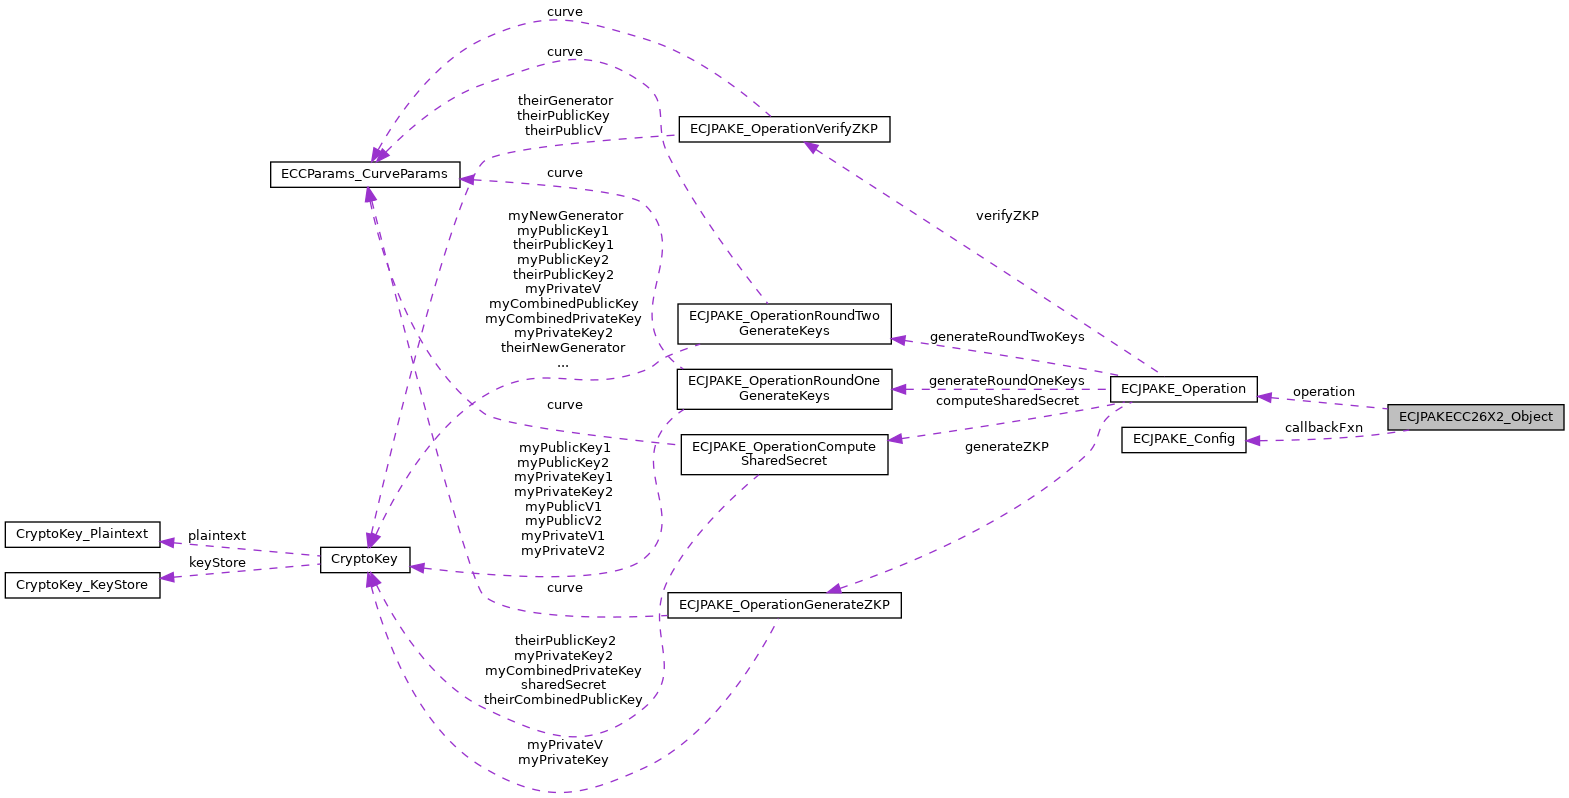 curve
curve
theirGenerator
theirPublicKey
theirPublicV
ECJPAKE_OperationVerifyZKP
ECCParams_CurveParams
curve
verifyZKP
myNewGenerator
myPublicKey1
theirPublicKey1
myPublicKey2
theirPublicKey2
myPrivateV
myCombinedPublicKey
myCombinedPrivateKey
myPrivateKey2
theirNewGenerator
...
ECJPAKE_OperationRoundTwo
GenerateKeys
generateRoundTwoKeys
ECJPAKE_OperationRoundOne
GenerateKeys
generateRoundOneKeys
computeSharedSecret
ECJPAKE_Operation
operation
ECJPAKECC26X2_Object
callbackFxn
ECJPAKE_Config
curve
ECJPAKE_OperationCompute
SharedSecret
generateZKP
myPublicKey1
myPublicKey2
myPrivateKey1
myPrivateKey2
myPublicV1
myPublicV2
myPrivateV1
myPrivateV2
CryptoKey_Plaintext
plaintext
CryptoKey
keyStore
CryptoKey_KeyStore
curve
ECJPAKE_OperationGenerateZKP
theirPublicKey2
myPrivateKey2
myCombinedPrivateKey
sharedSecret
theirCombinedPublicKey
myPrivateV
myPrivateKey